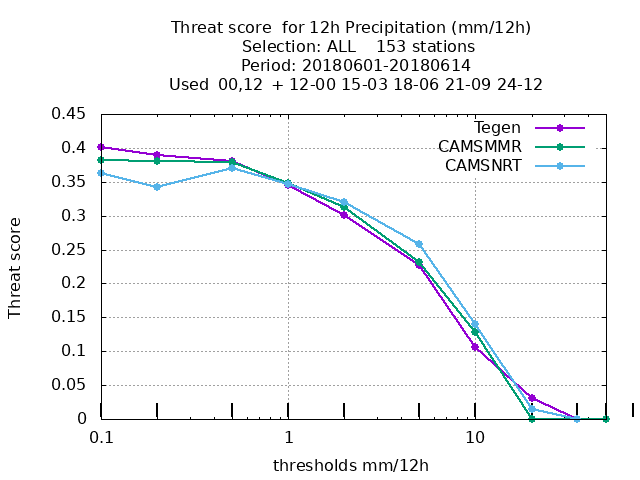 Threat score  for 12h Precipitation (mm/12h)
Selection: ALL    153 stations
Period: 20180601-20180614
Used  00,12  + 12-00 15-03 18-06 21-09 24-12
0.45
0.4
0.35
0.3
0.25
0.2
0.15
0.1
0.05
0
Threat score
Tegen
CAMSMMR
CAMSNRT
0.1
1
10
thresholds mm/12h